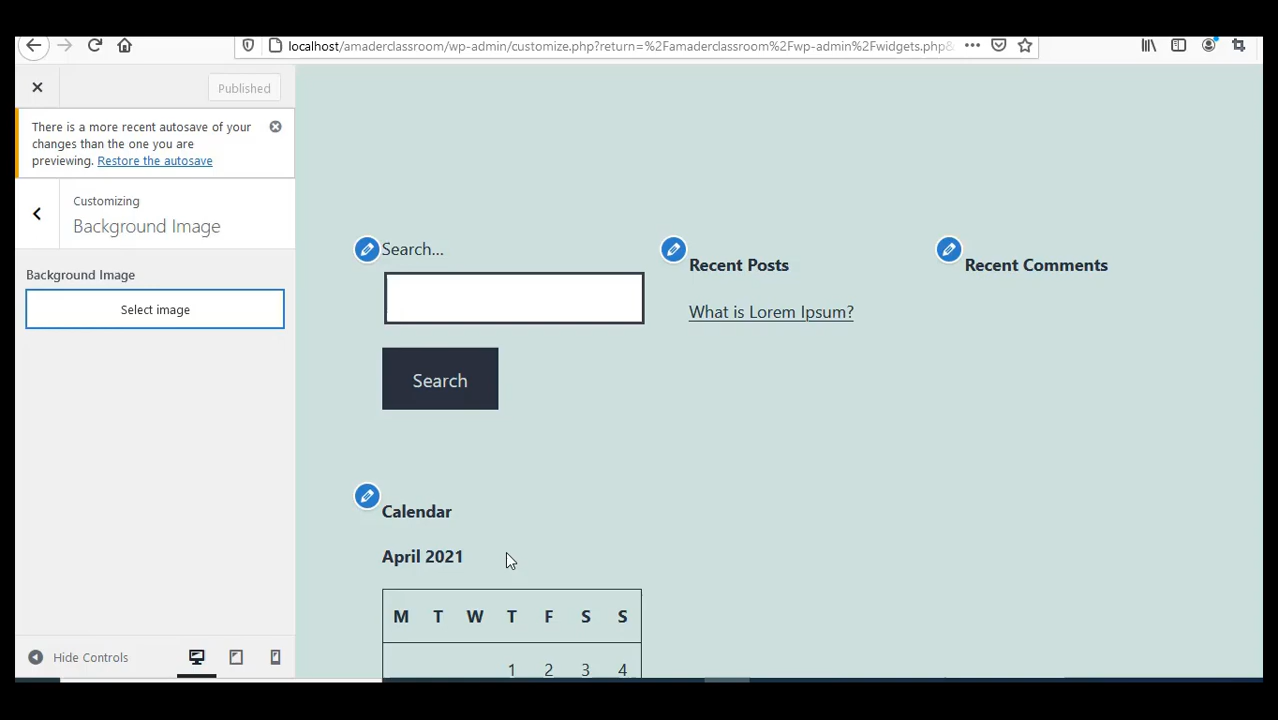 localhost/amaderclassroom/wp-admin/customize.php?return=%2Famaderclassroom%2Fwp-admin%2Fwidgets.php&
Published
There is a more recent autosave of your
changes than the one you are
previewing. Restore the autosave
Customizing
Background Image
Background Image
Select image
Hide Controls
Search...
Search
Recent Posts
What is Lorem Ipsum?
Recent Comments
Calendar
April 2021
M T W T F S S
1 2 3 4